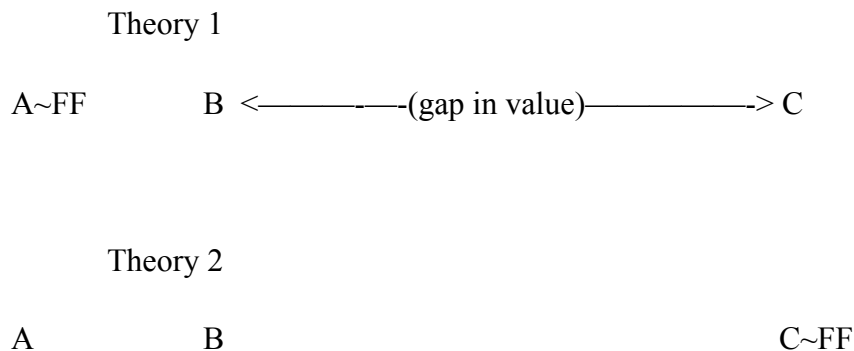 Theory 1
A~FF B <————-—-(gap in value)—————-> C
Theory 2
A B C~FF